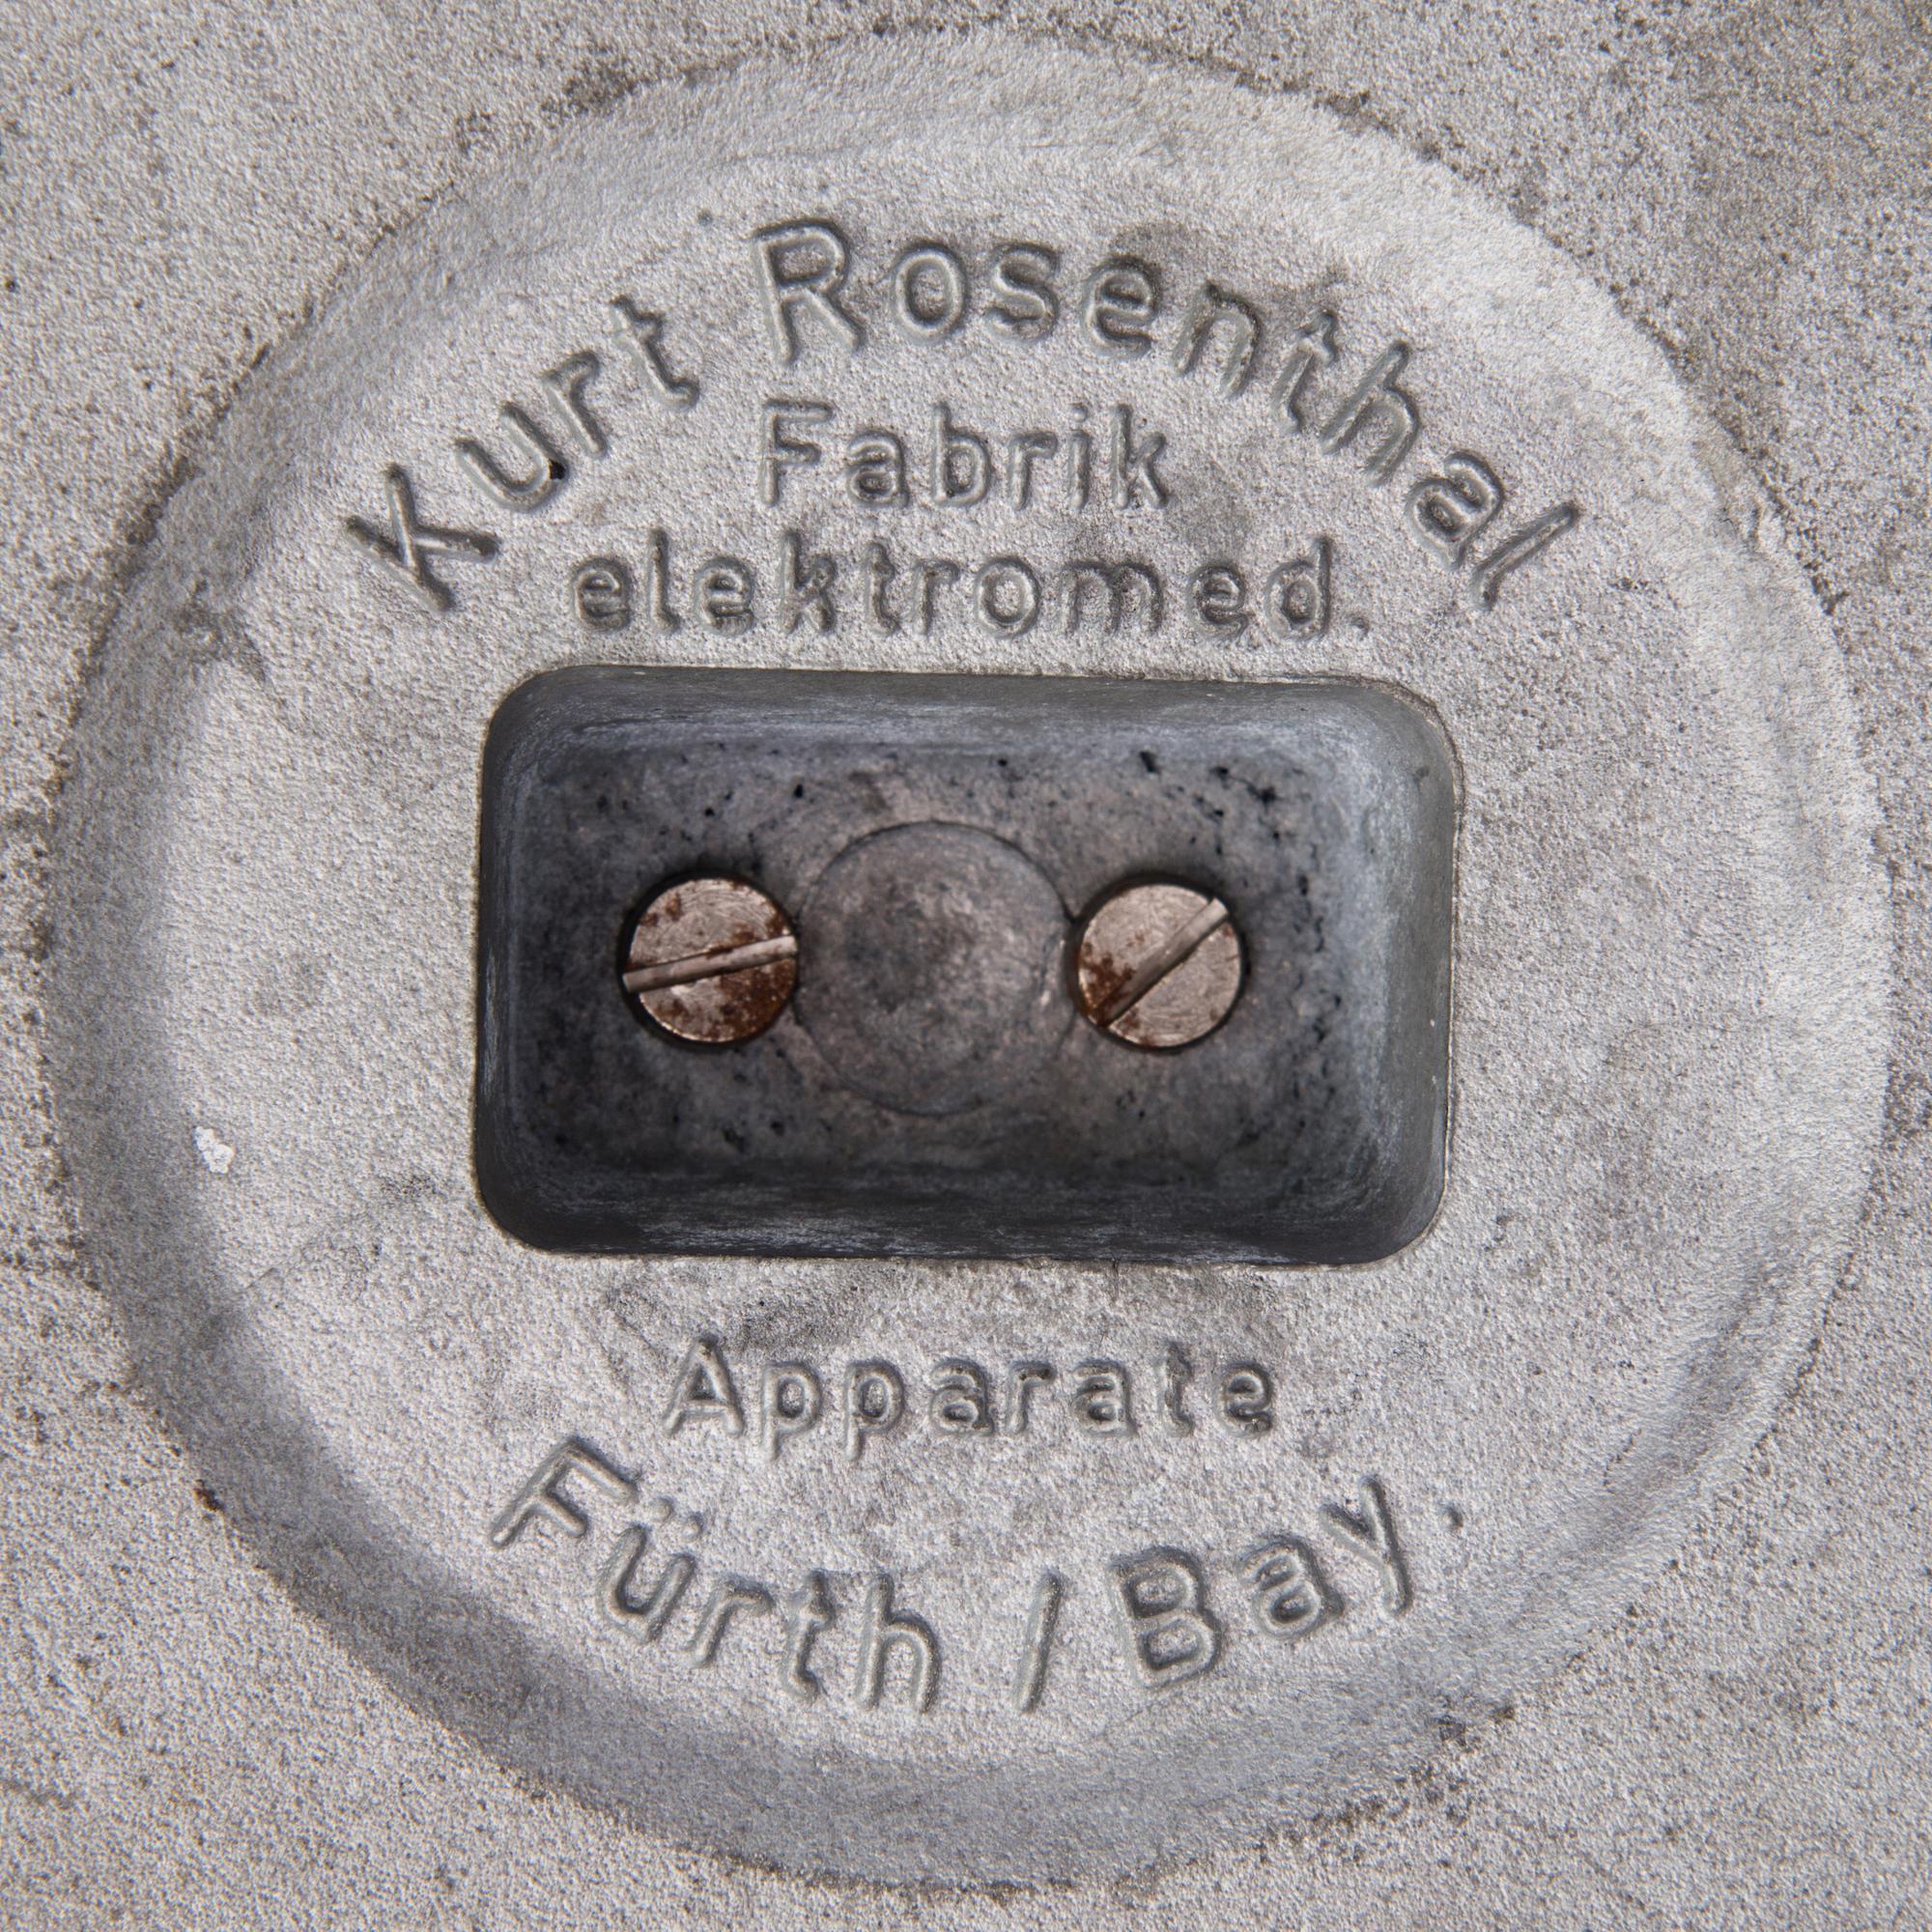 Kurt Rosenthal
Fabrik
elektromed.
Apparate
Fürth / Bay.